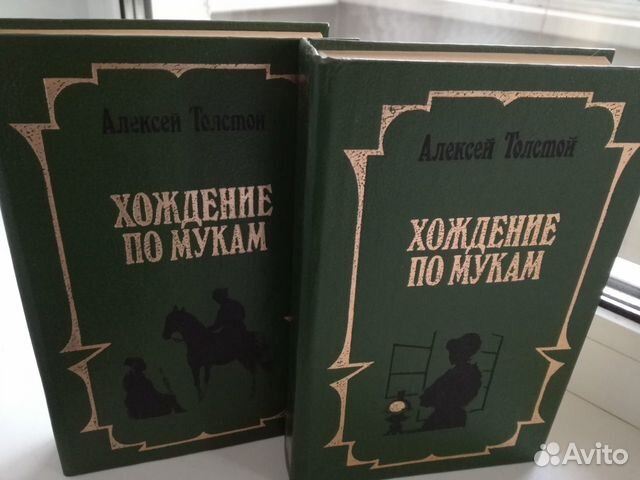 Алексей Толстой
ХОЖДЕНИЕ
ПО МУКАМ
Алексей Толстой
ХОЖДЕНИЕ
ПО МУКАМ
Avito